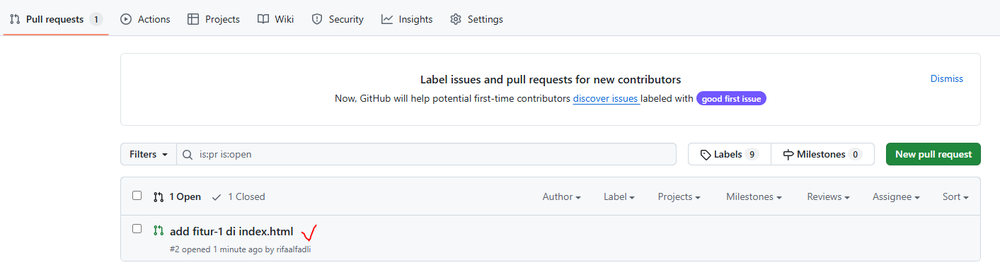 Pull requests 1 Actions Projects Wiki Security Insights Settings
Label issues and pull requests for new contributors
Dismiss
Now, GitHub will help potential first-time contributors discover issues labeled with good first issue
Filters is:pr is:open Labels 9 Milestones 0 New pull request
1 Open 1 Closed Author Label Projects Milestones Reviews Assignee Sort
add fitur-1 di index.html
#2 opened 1 minute ago by rifaalfadli